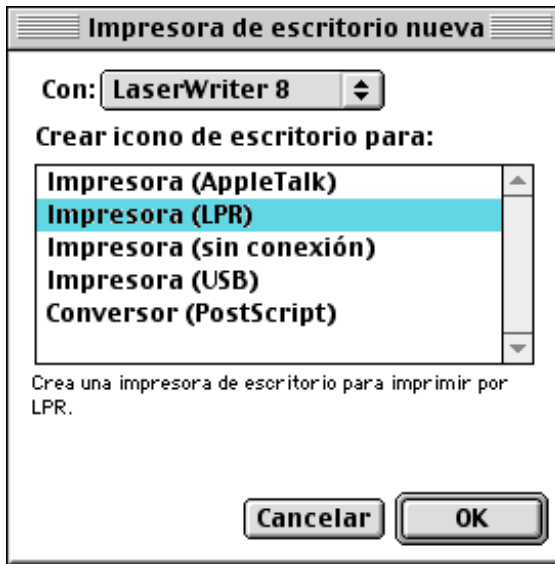 Impresora de escritorio nueva
Con: LaserWriter 8
Crear icono de escritorio para:
Impresora (AppleTalk)
Impresora (LPR)
Impresora (sin conexión)
Impresora (USB)
Conversor (PostScript)
Crea una impresora de escritorio para imprimir por
LPR.
Cancelar OK